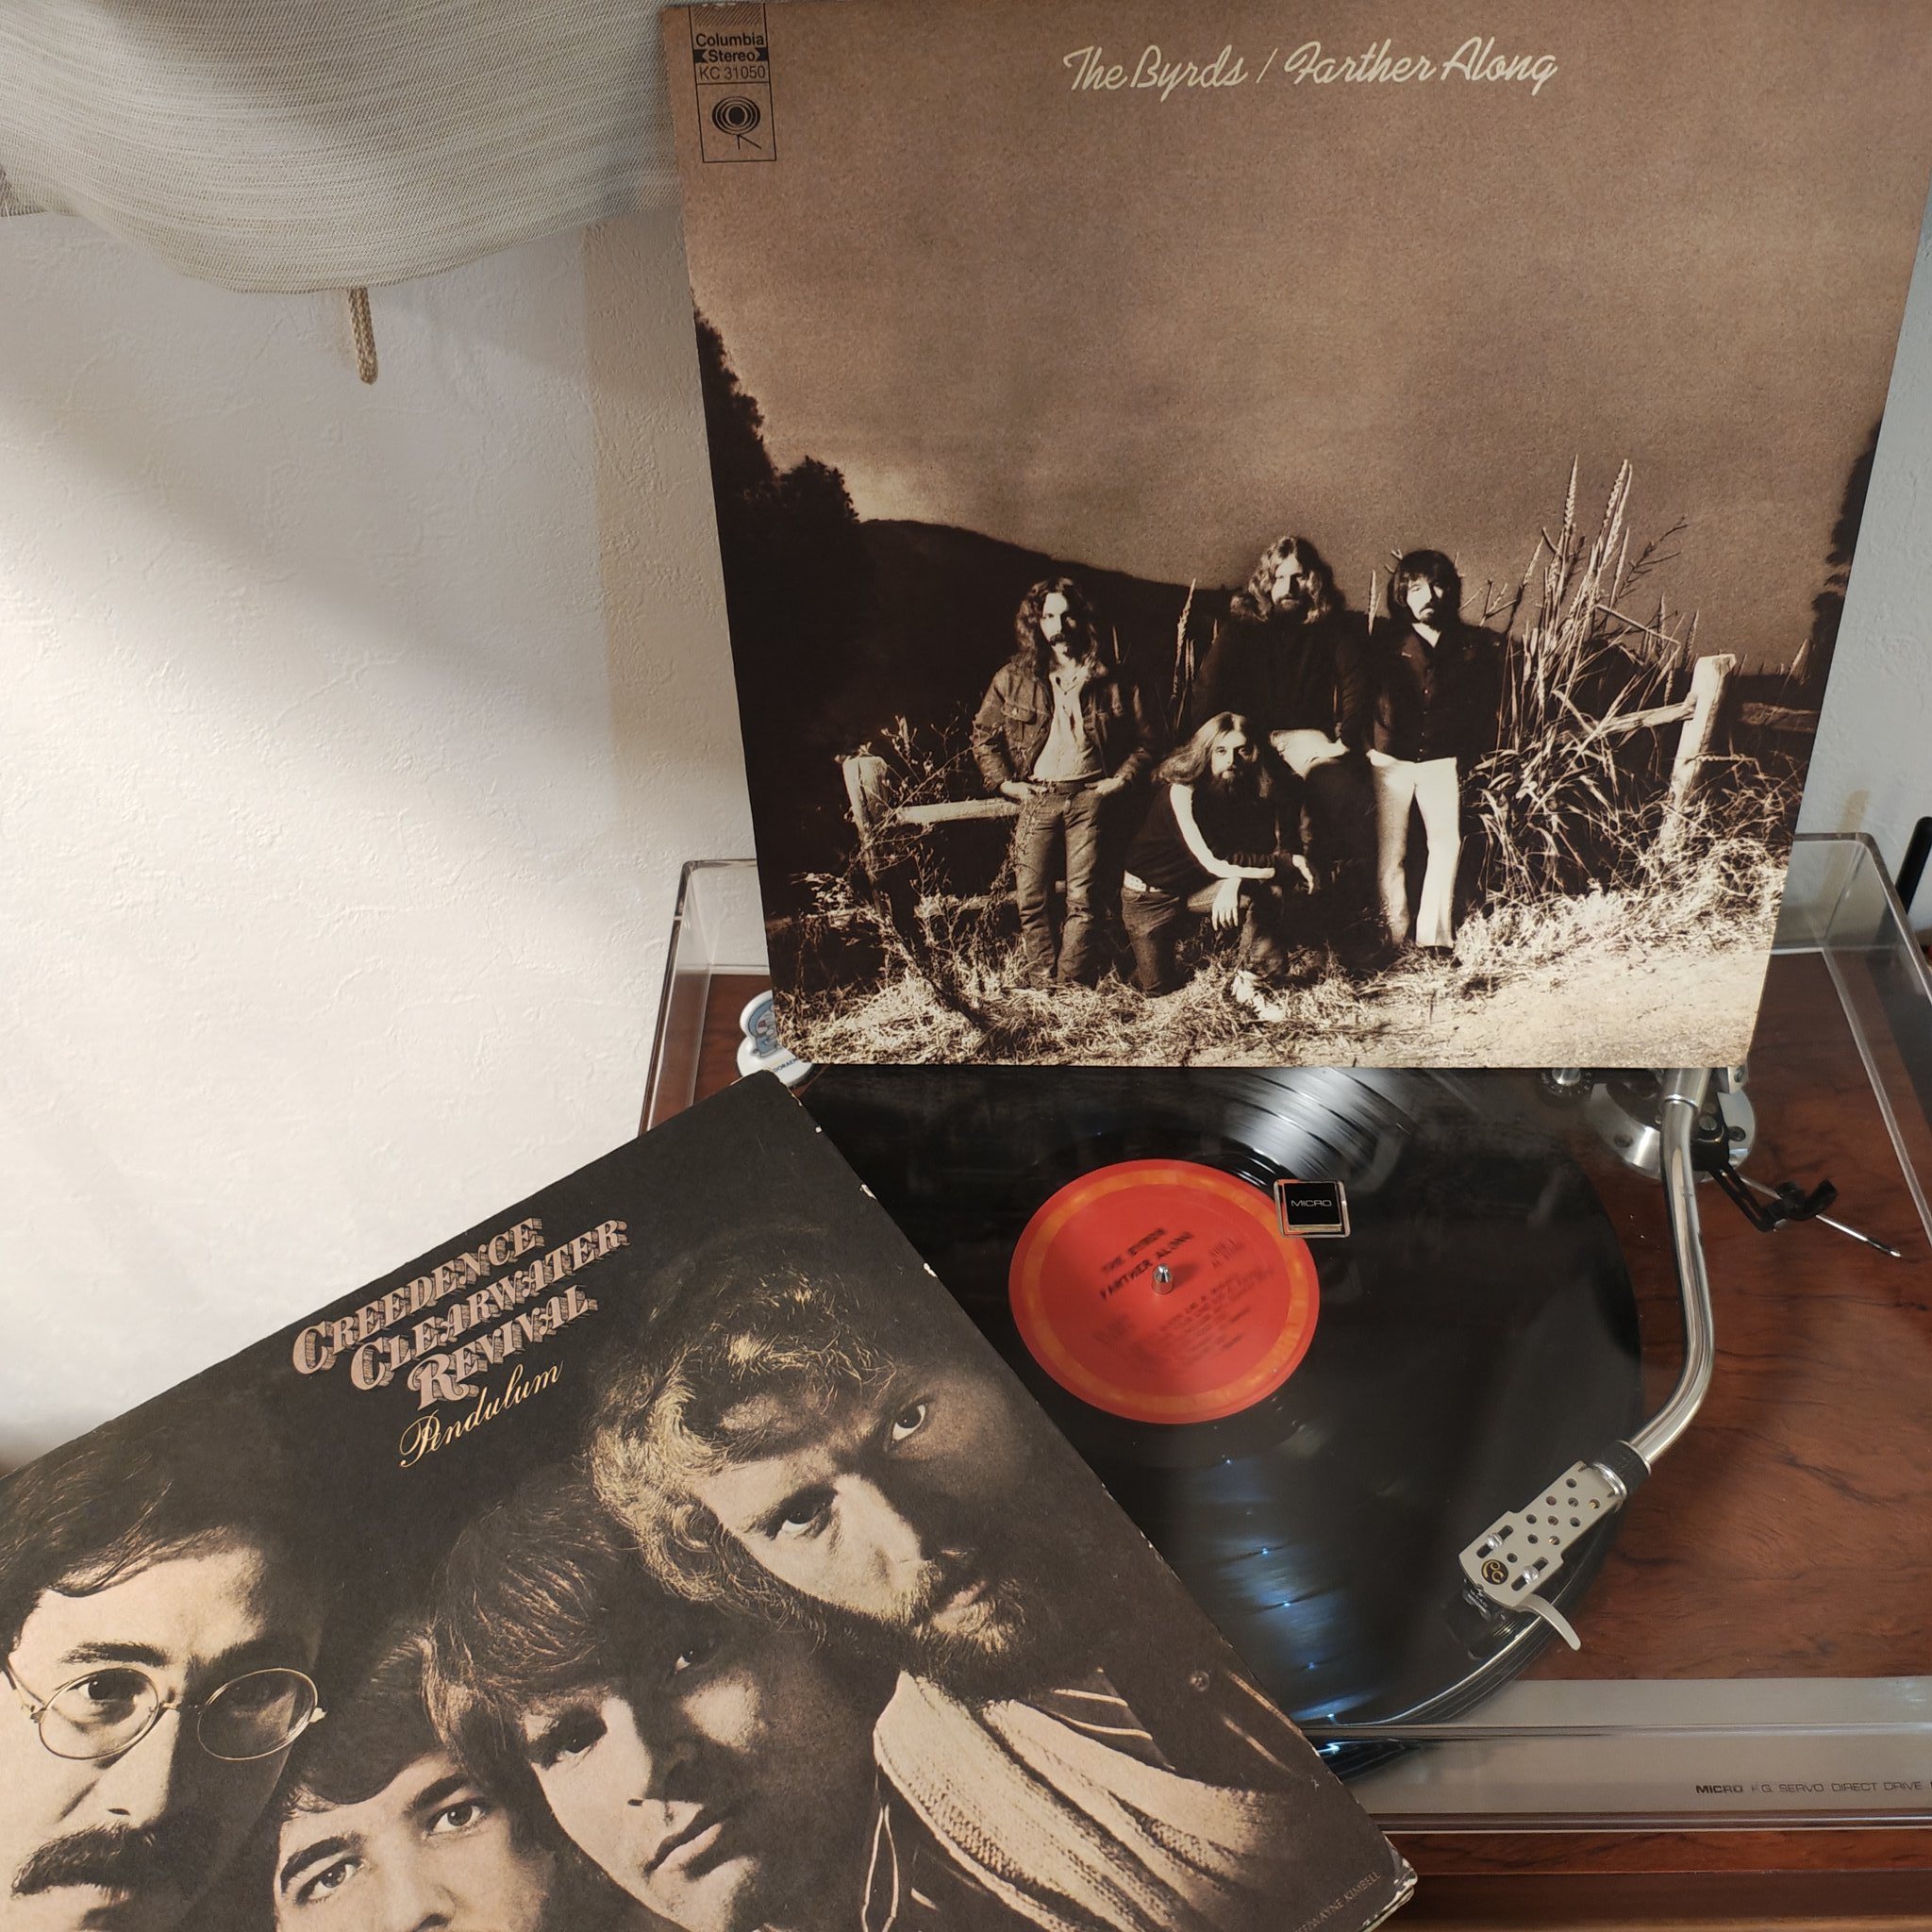 Columbia
Stereo
KC 31050
The Byrds / Farther Along
MICRO
THE BYRDS
FARTHER ALONG
CREEDENCE
CLEARWATER
REVIVAL
Pendulum
MICRO F.G. SERVO DIRECT DRIVE
KIMBELL